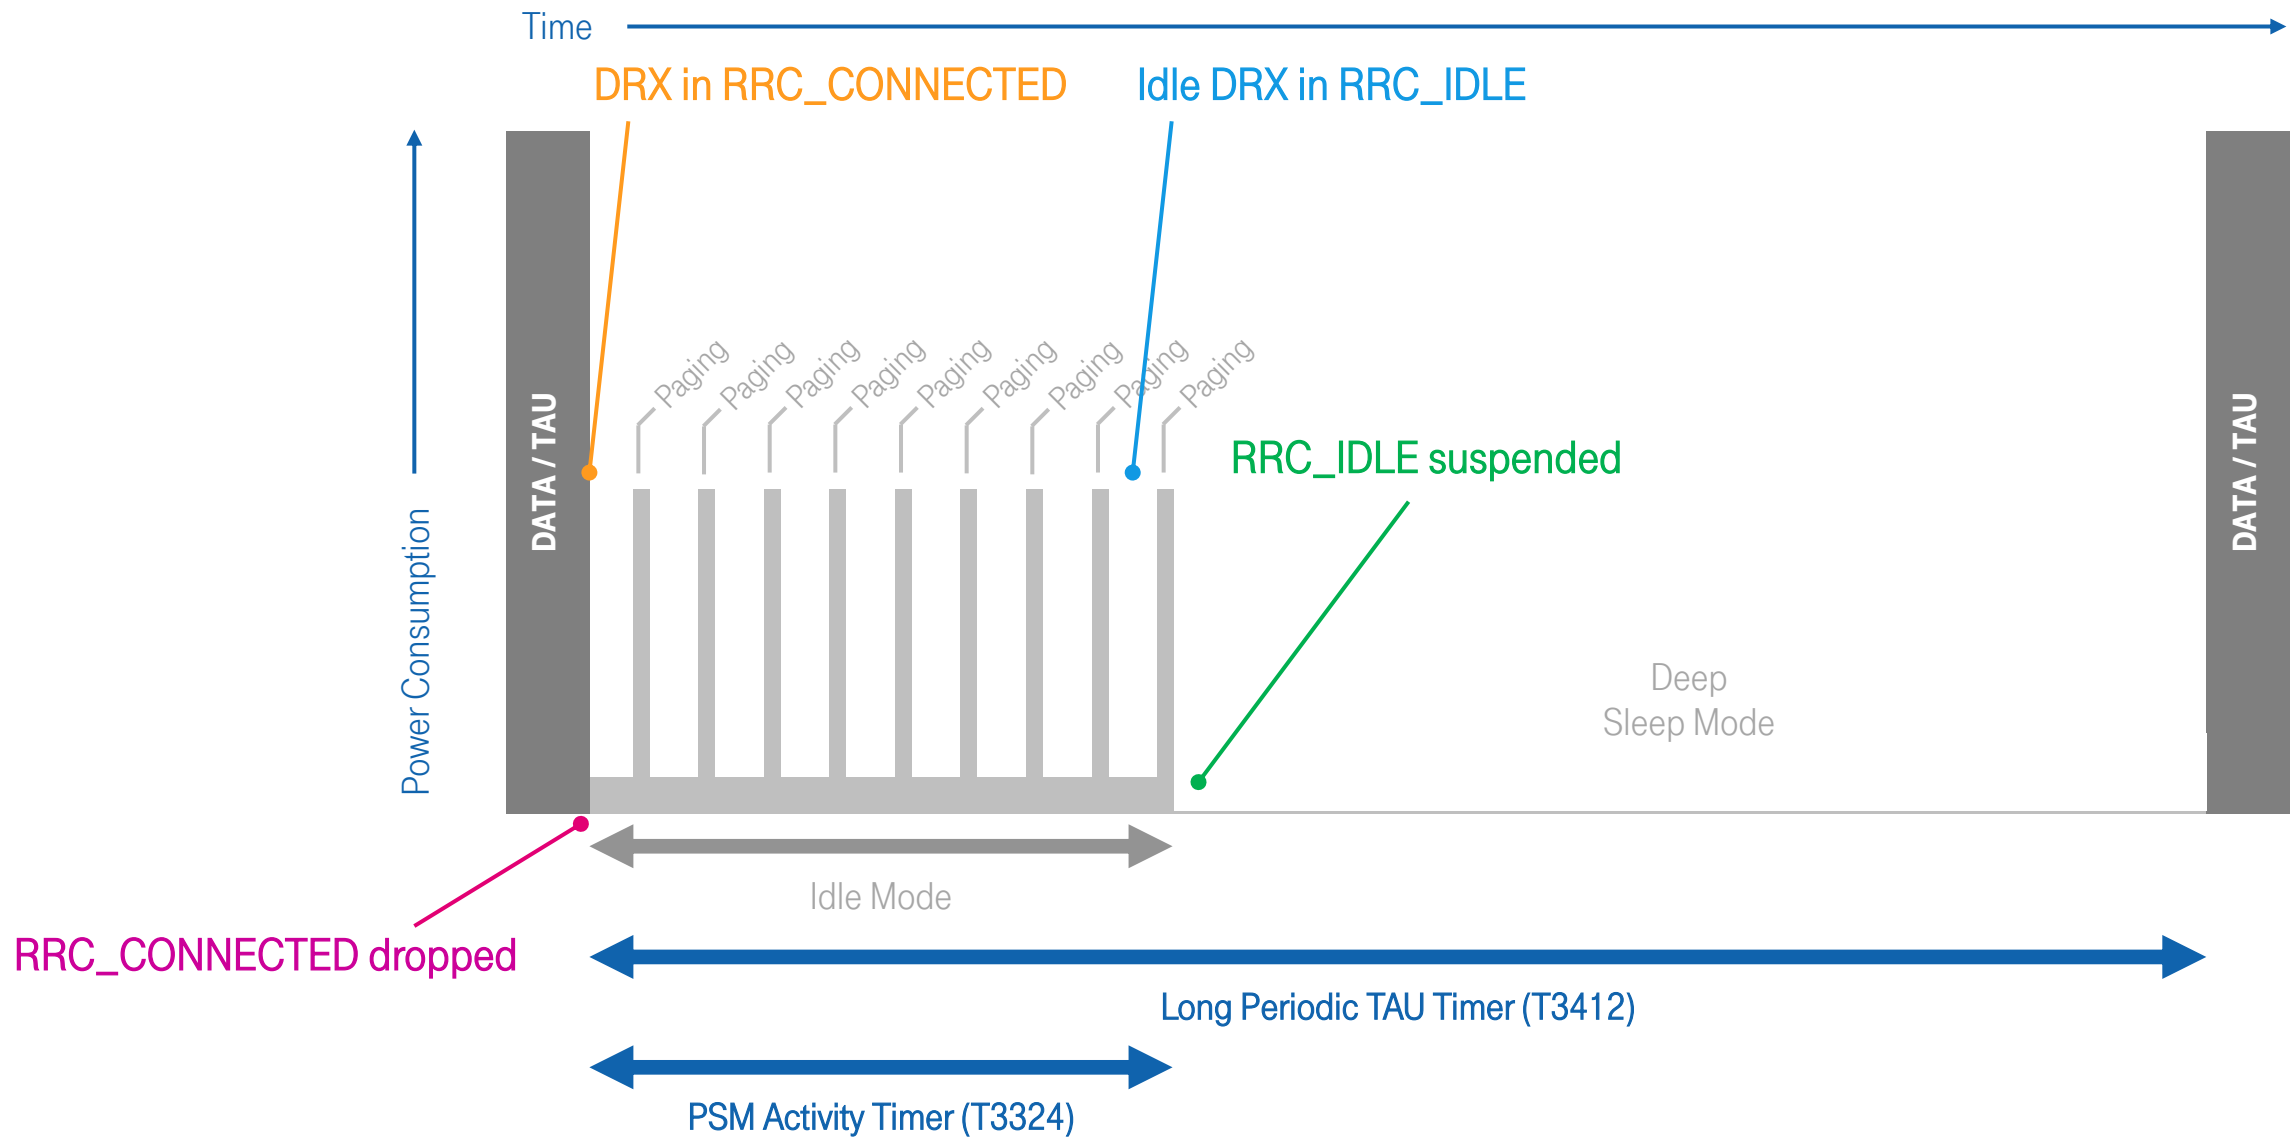 Time
DRX in RRC_CONNECTED
Idle DRX in RRC_IDLE
Paging
Paging
Paging
Paging
Paging
Paging
Paging
Paging
Paging
DATA / TAU
DATA / TAU
RRC_IDLE suspended
Power Consumption
Deep
Sleep Mode
Idle Mode
RRC_CONNECTED dropped
Long Periodic TAU Timer (T3412)
PSM Activity Timer (T3324)